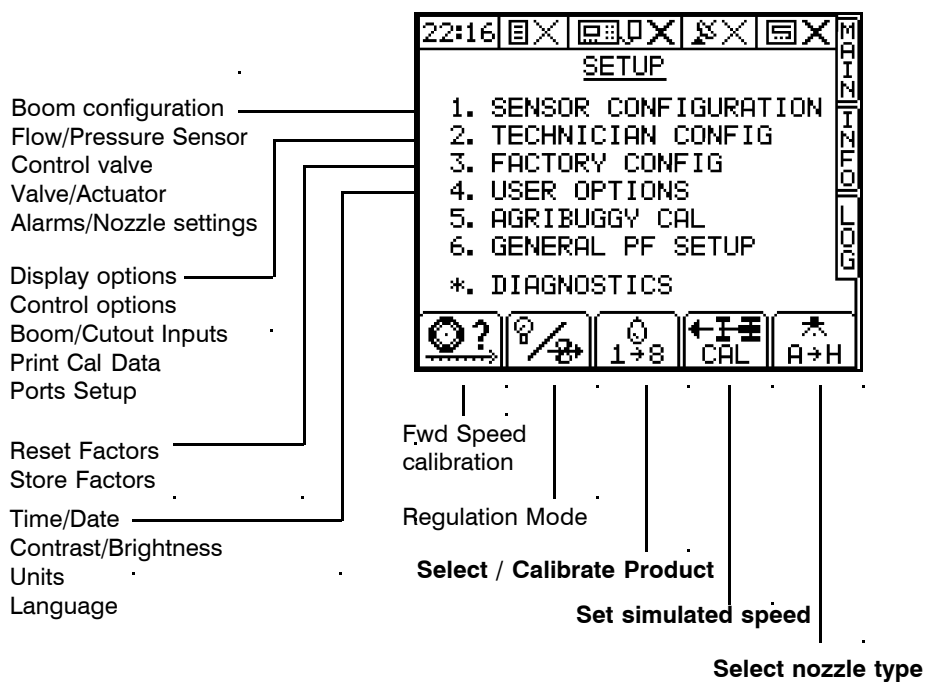 22:16
SETUP
1. SENSOR CONFIGURATION
2. TECHNICIAN CONFIG
3. FACTORY CONFIG
4. USER OPTIONS
5. AGRIBUGGY CAL
6. GENERAL PF SETUP
*. DIAGNOSTICS
MAIN
INFO
LOG
?
1→8
CAL
A→H
Boom configuration
Flow/Pressure Sensor
Control valve
Valve/Actuator
Alarms/Nozzle settings
Display options
Control options
Boom/Cutout Inputs
Print Cal Data
Ports Setup
Reset Factors
Store Factors
Time/Date
Contrast/Brightness
Units
Language
Fwd Speed
calibration
Regulation Mode
Select / Calibrate Product
Set simulated speed
Select nozzle type